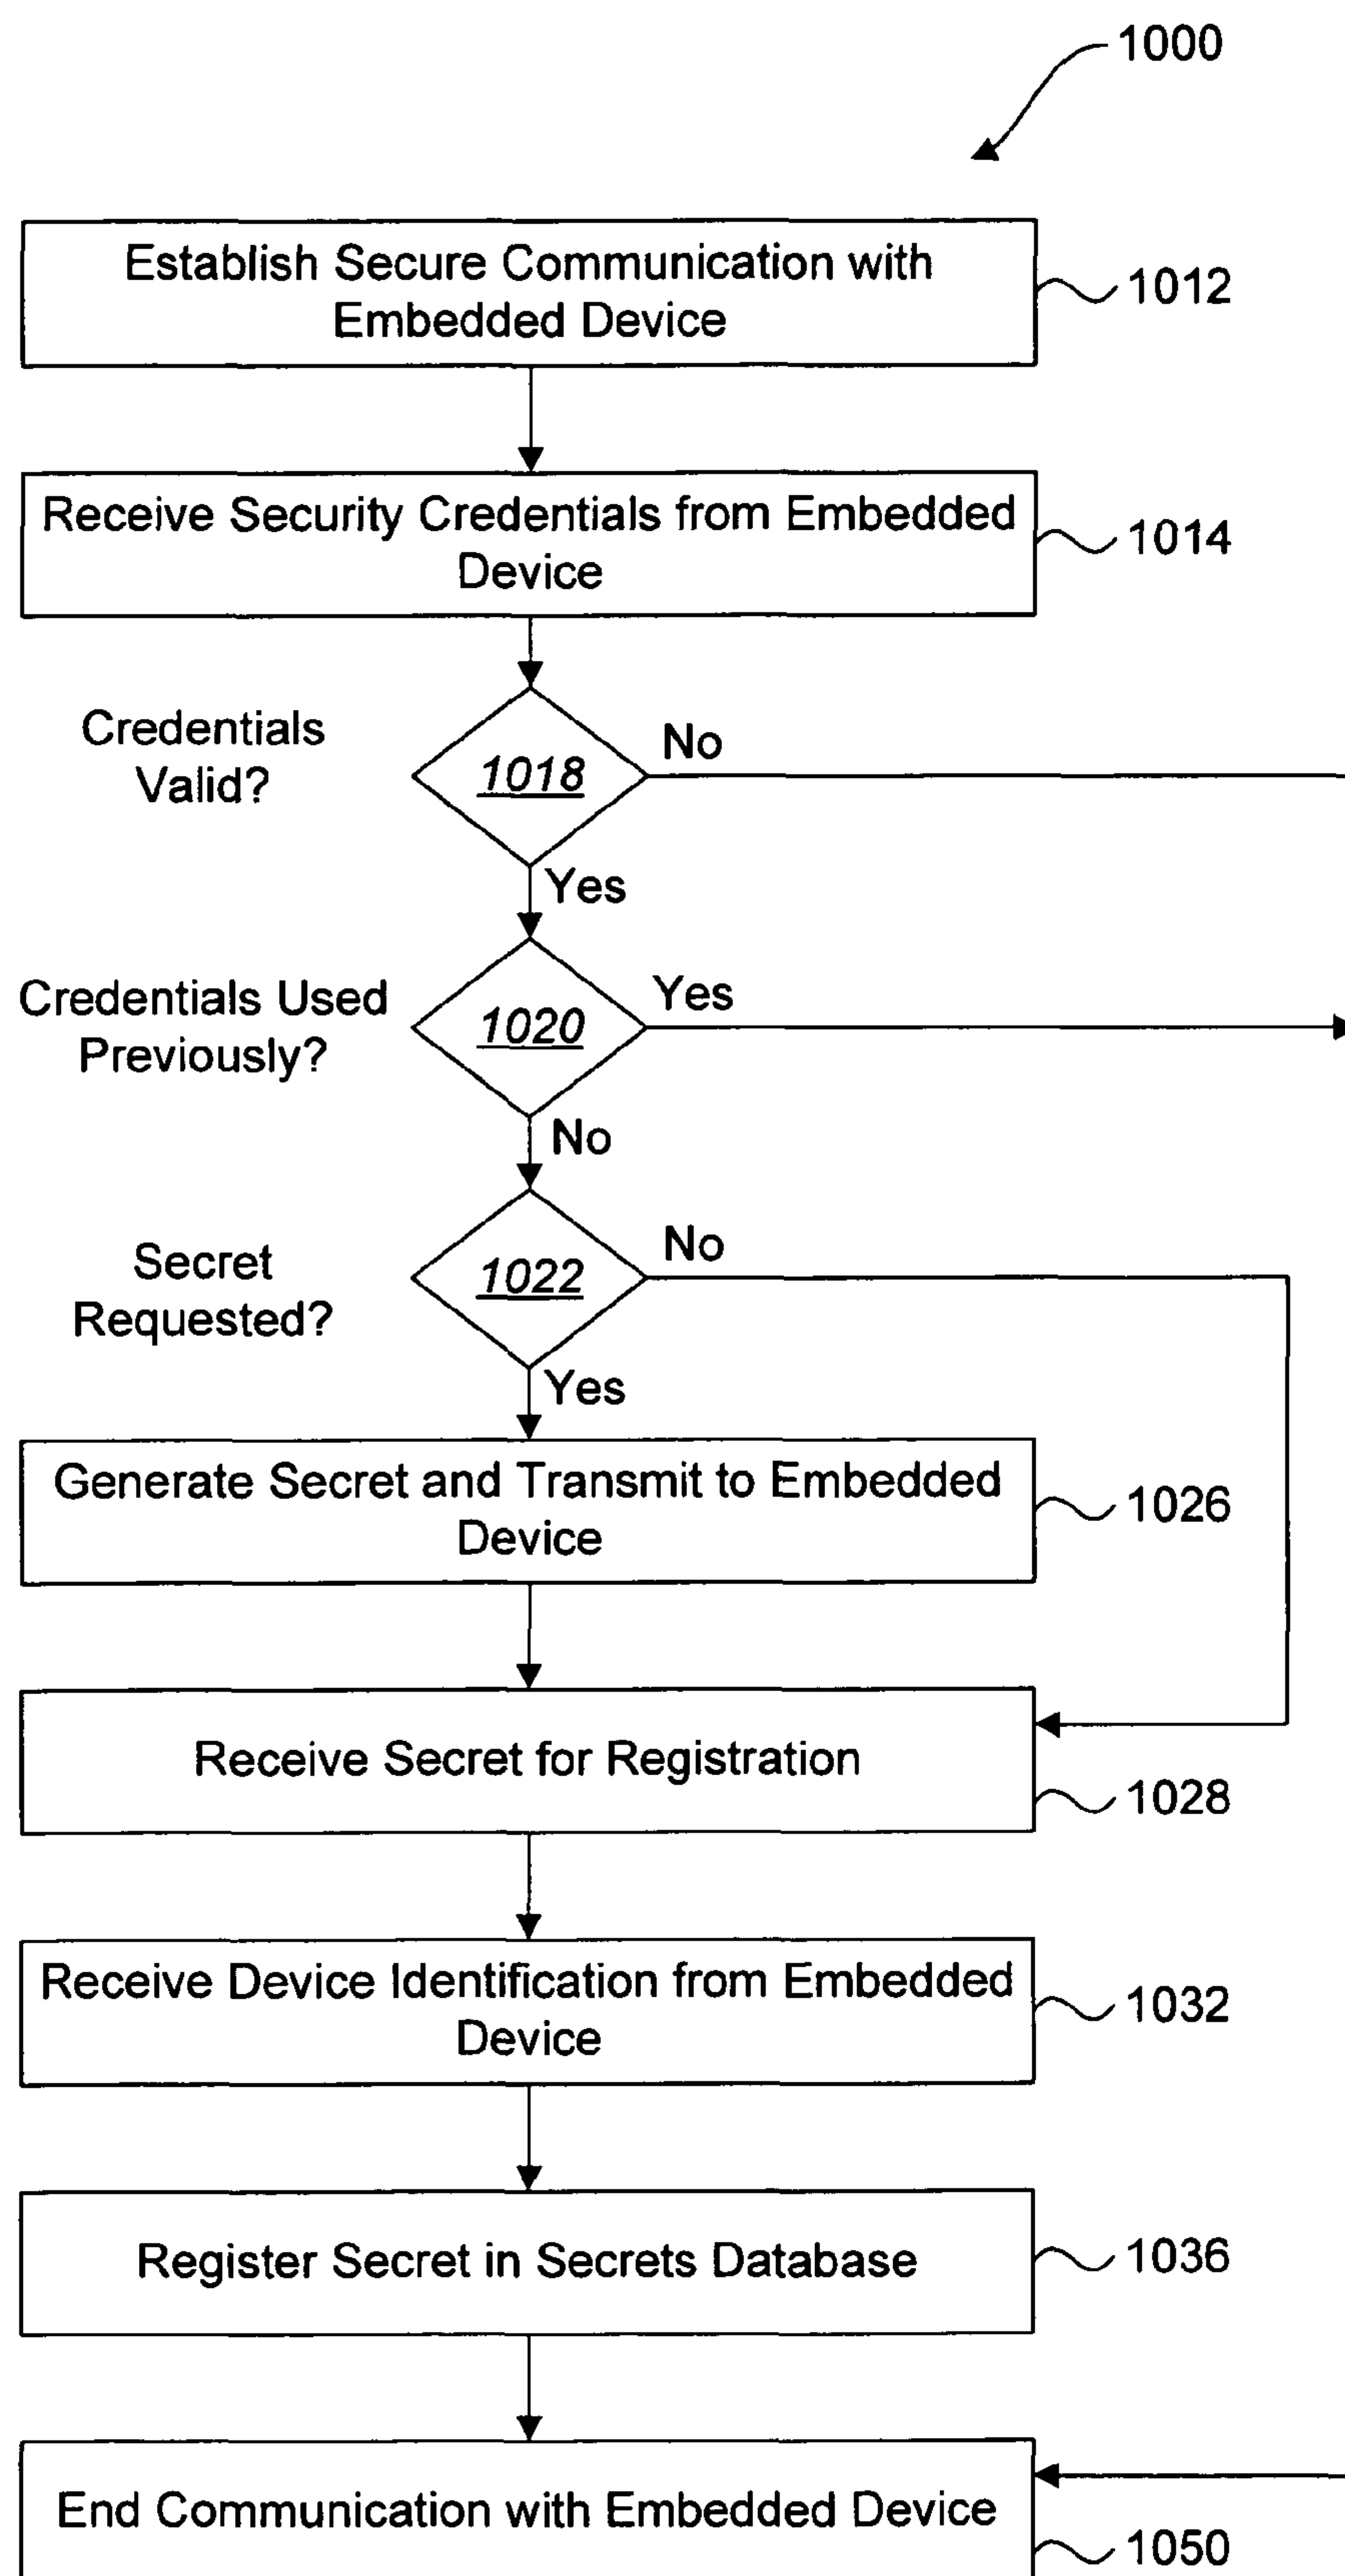 1000
Establish Secure Communication with
Embedded Device
1012
Receive Security Credentials from Embedded
Device
1014
Credentials
Valid?
1018
No
Yes
Credentials Used
Previously?
1020
Yes
No
Secret
Requested?
1022
No
Yes
Generate Secret and Transmit to Embedded
Device
1026
Receive Secret for Registration
1028
Receive Device Identification from Embedded
Device
1032
Register Secret in Secrets Database
1036
End Communication with Embedded Device
1050